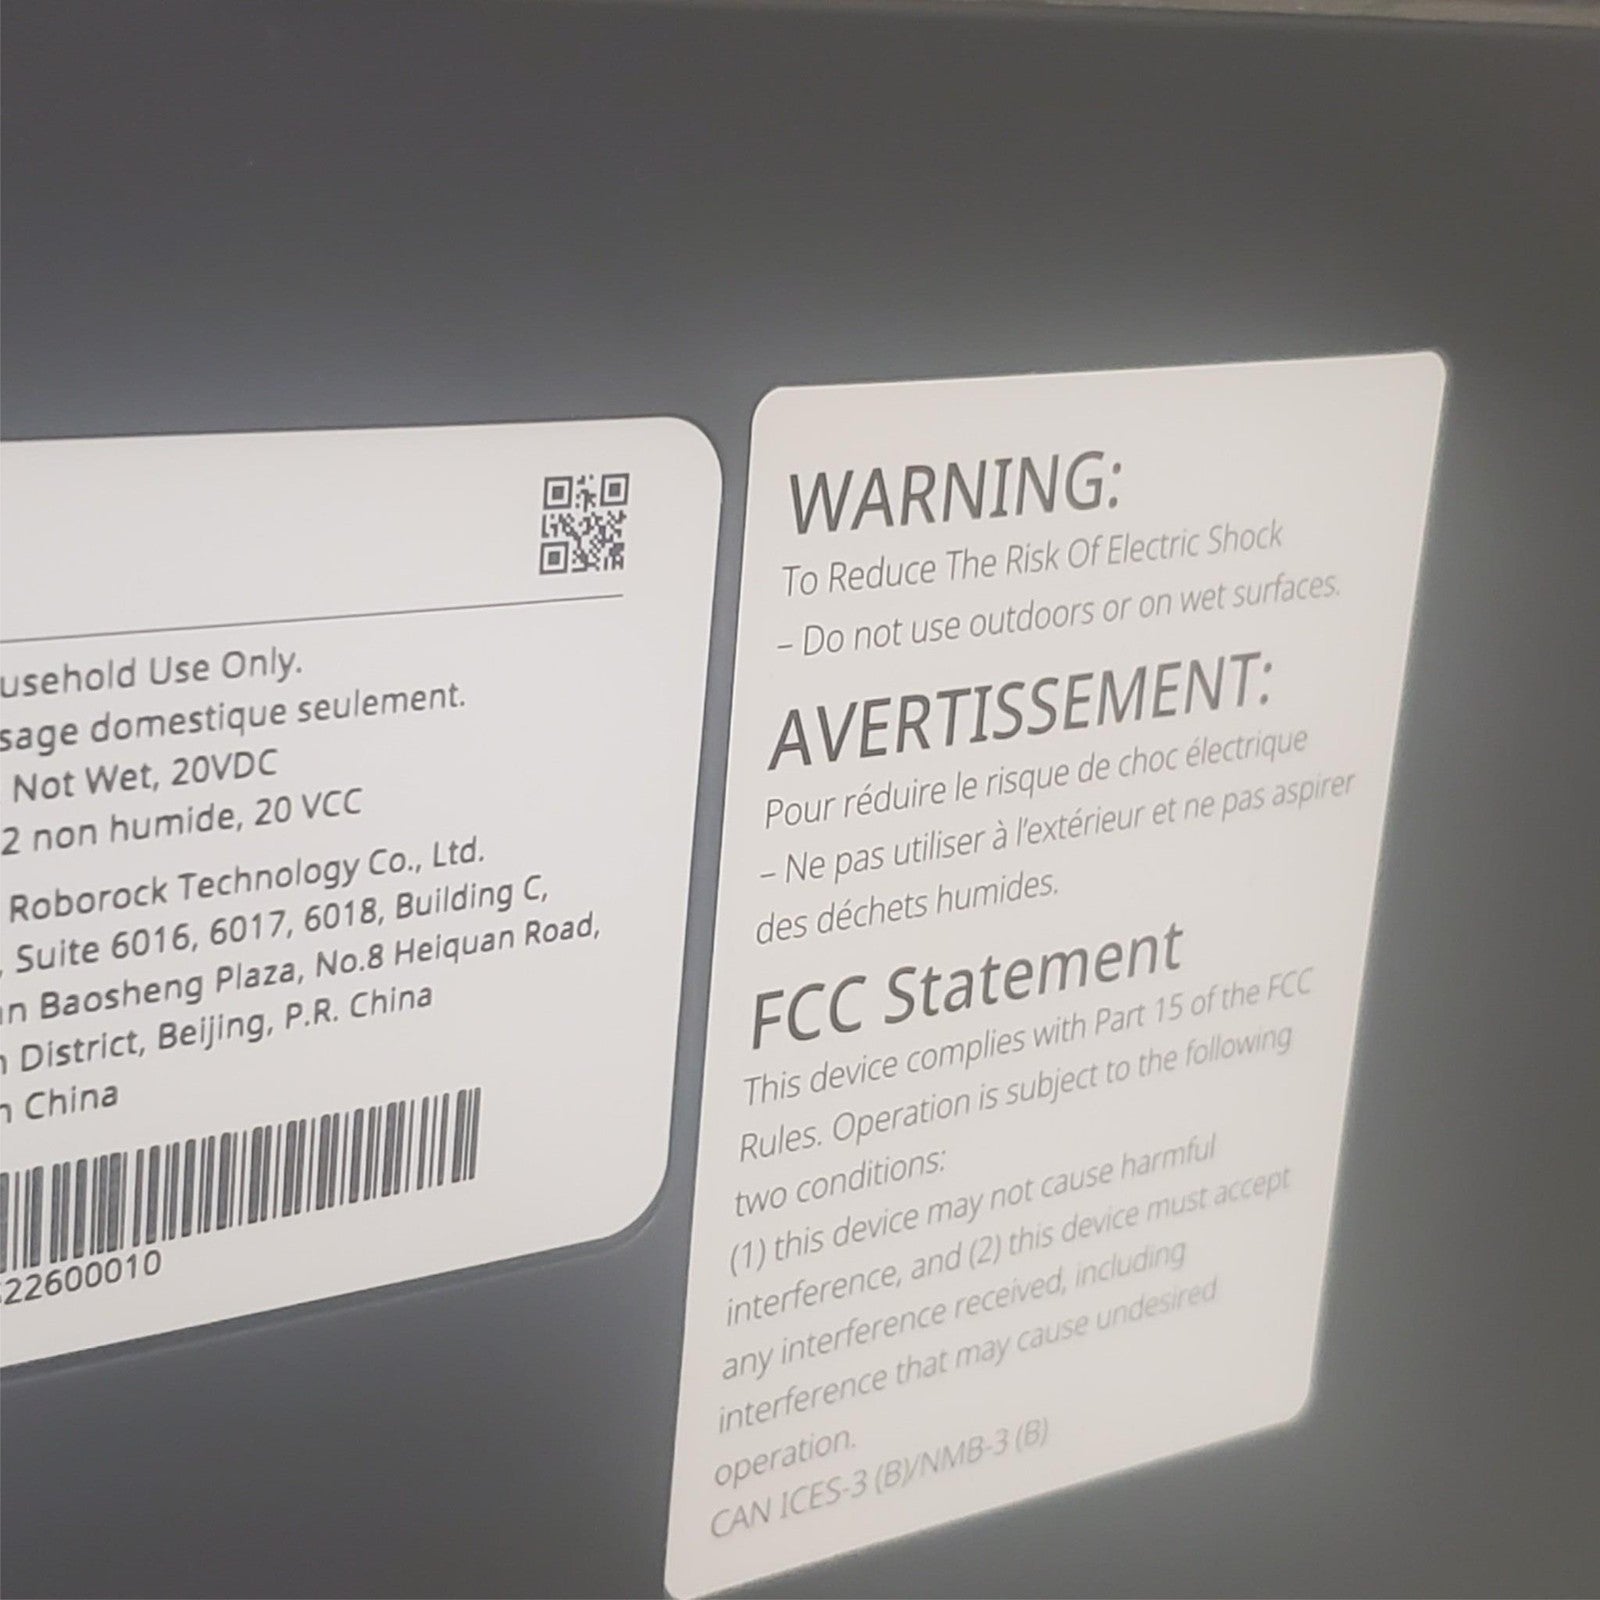 Household Use Only.
usage domestique seulement.
Not Wet, 20VDC
2 non humide, 20 VCC
Roborock Technology Co., Ltd.
Suite 6016, 6017, 6018, Building C,
Baosheng Plaza, No.8 Heiquan Road,
District, Beijing, P.R. China
China
22600010
WARNING:
To Reduce The Risk Of Electric Shock
– Do not use outdoors or on wet surfaces.
AVERTISSEMENT:
Pour réduire le risque de choc électrique
– Ne pas utiliser à l'extérieur et ne pas aspirer
des déchets humides.
FCC Statement
This device complies with Part 15 of the FCC
Rules. Operation is subject to the following
two conditions:
(1) this device may not cause harmful
interference, and (2) this device must accept
any interference received, including
interference that may cause undesired
operation.
CAN ICES-3 (B)/NMB-3 (B)